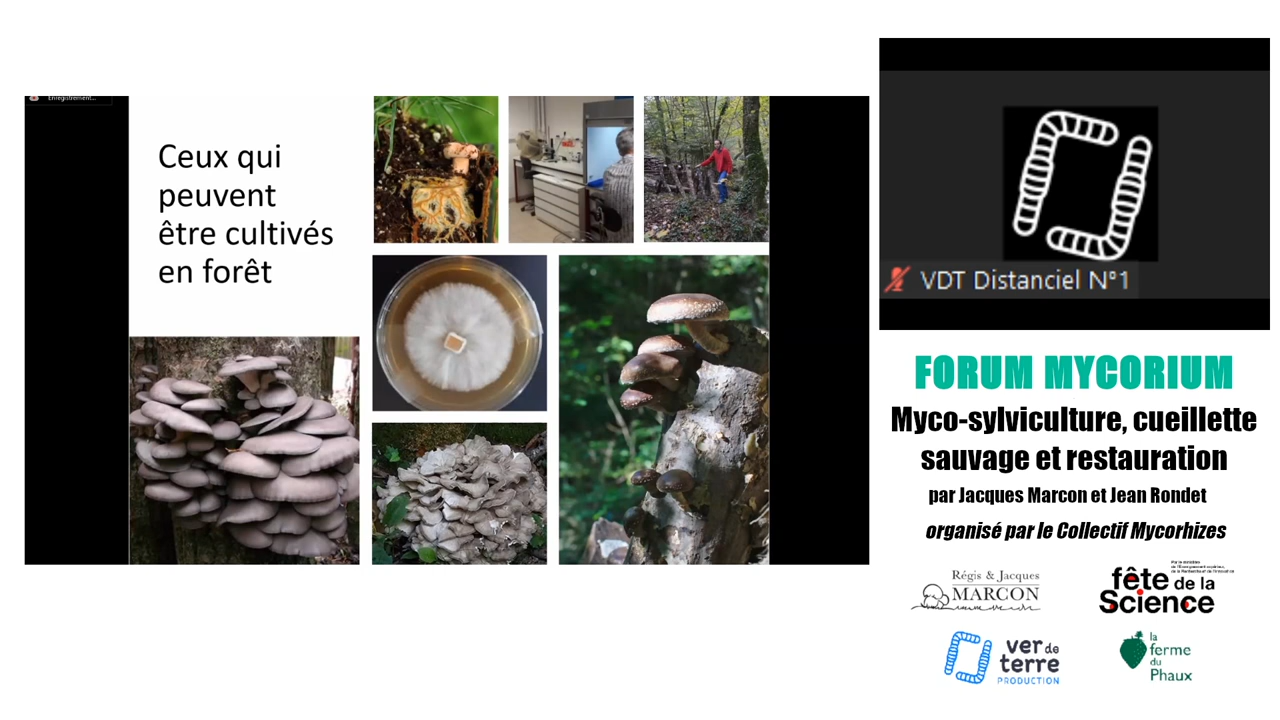 Enregistrement...
Ceux qui
peuvent
être cultivés
en forêt
VDT Distanciel N°1
FORUM MYCORIUM
Myco-sylviculture, cueillette
sauvage et restauration
par Jacques Marcon et Jean Rondet
organisé par le Collectif Mycorhizes
Régis & Jacques
MARCON
fête de la
Science
ver de
terre
PRODUCTION
la
ferme
du
Phaux